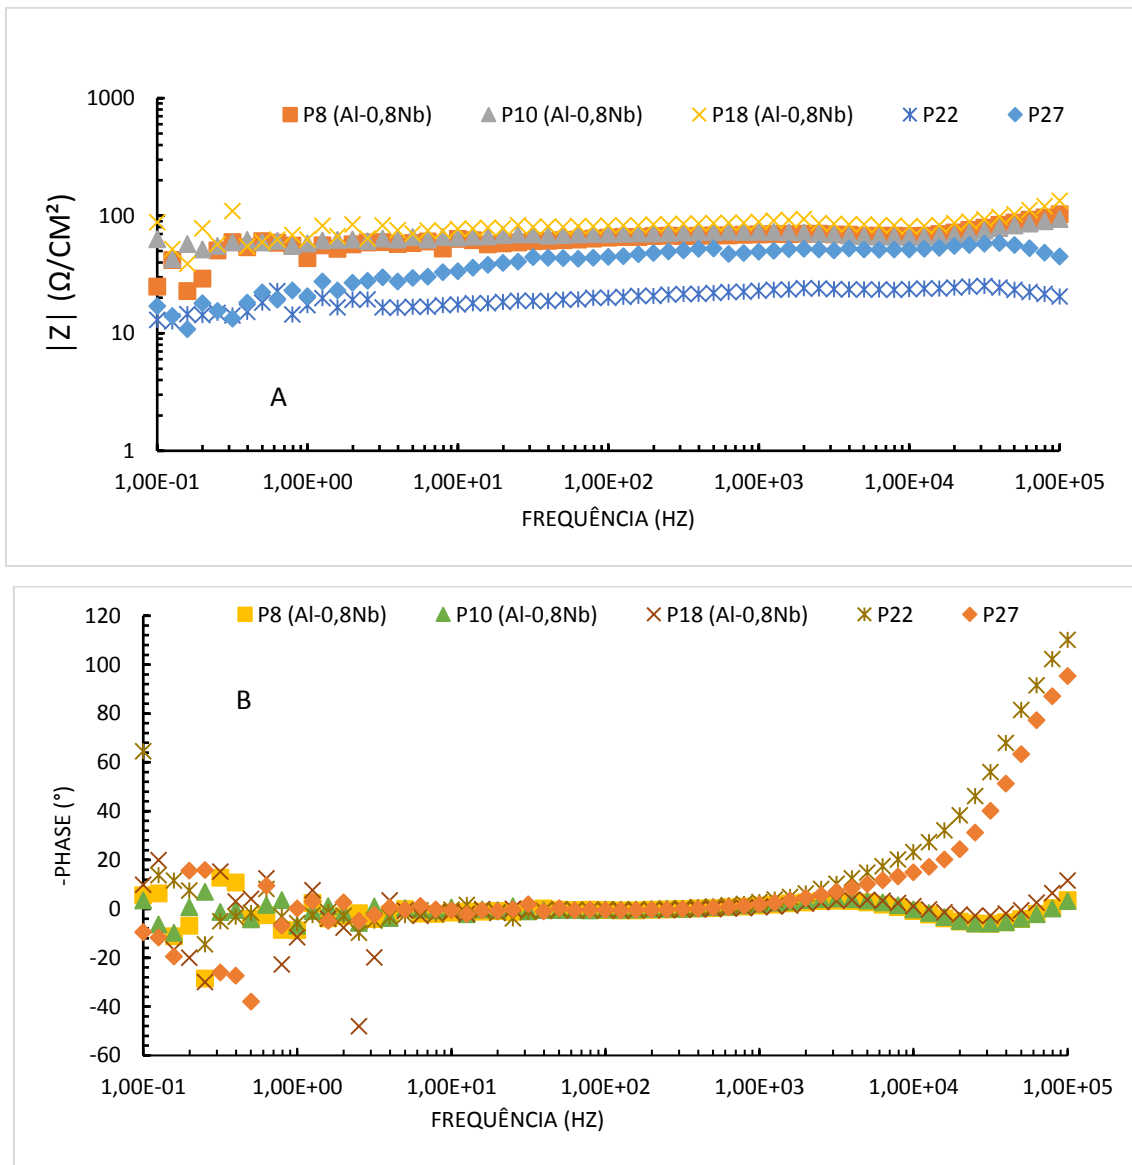 1000
P8 (Al-0,8Nb) P10 (Al-0,8Nb) P18 (Al-0,8Nb) P22 P27
100
10
1
|Z| (Ω/CM²)
A
1,00E-01 1,00E+00 1,00E+01 1,00E+02 1,00E+03 1,00E+04 1,00E+05
FREQUÊNCIA (HZ)
120
P8 (Al-0,8Nb) P10 (Al-0,8Nb) P18 (Al-0,8Nb) P22 P27
100
80
60
40
20
0
-20
-40
-60
-PHASE (°)
B
1,00E-01 1,00E+00 1,00E+01 1,00E+02 1,00E+03 1,00E+04 1,00E+05
FREQUÊNCIA (HZ)